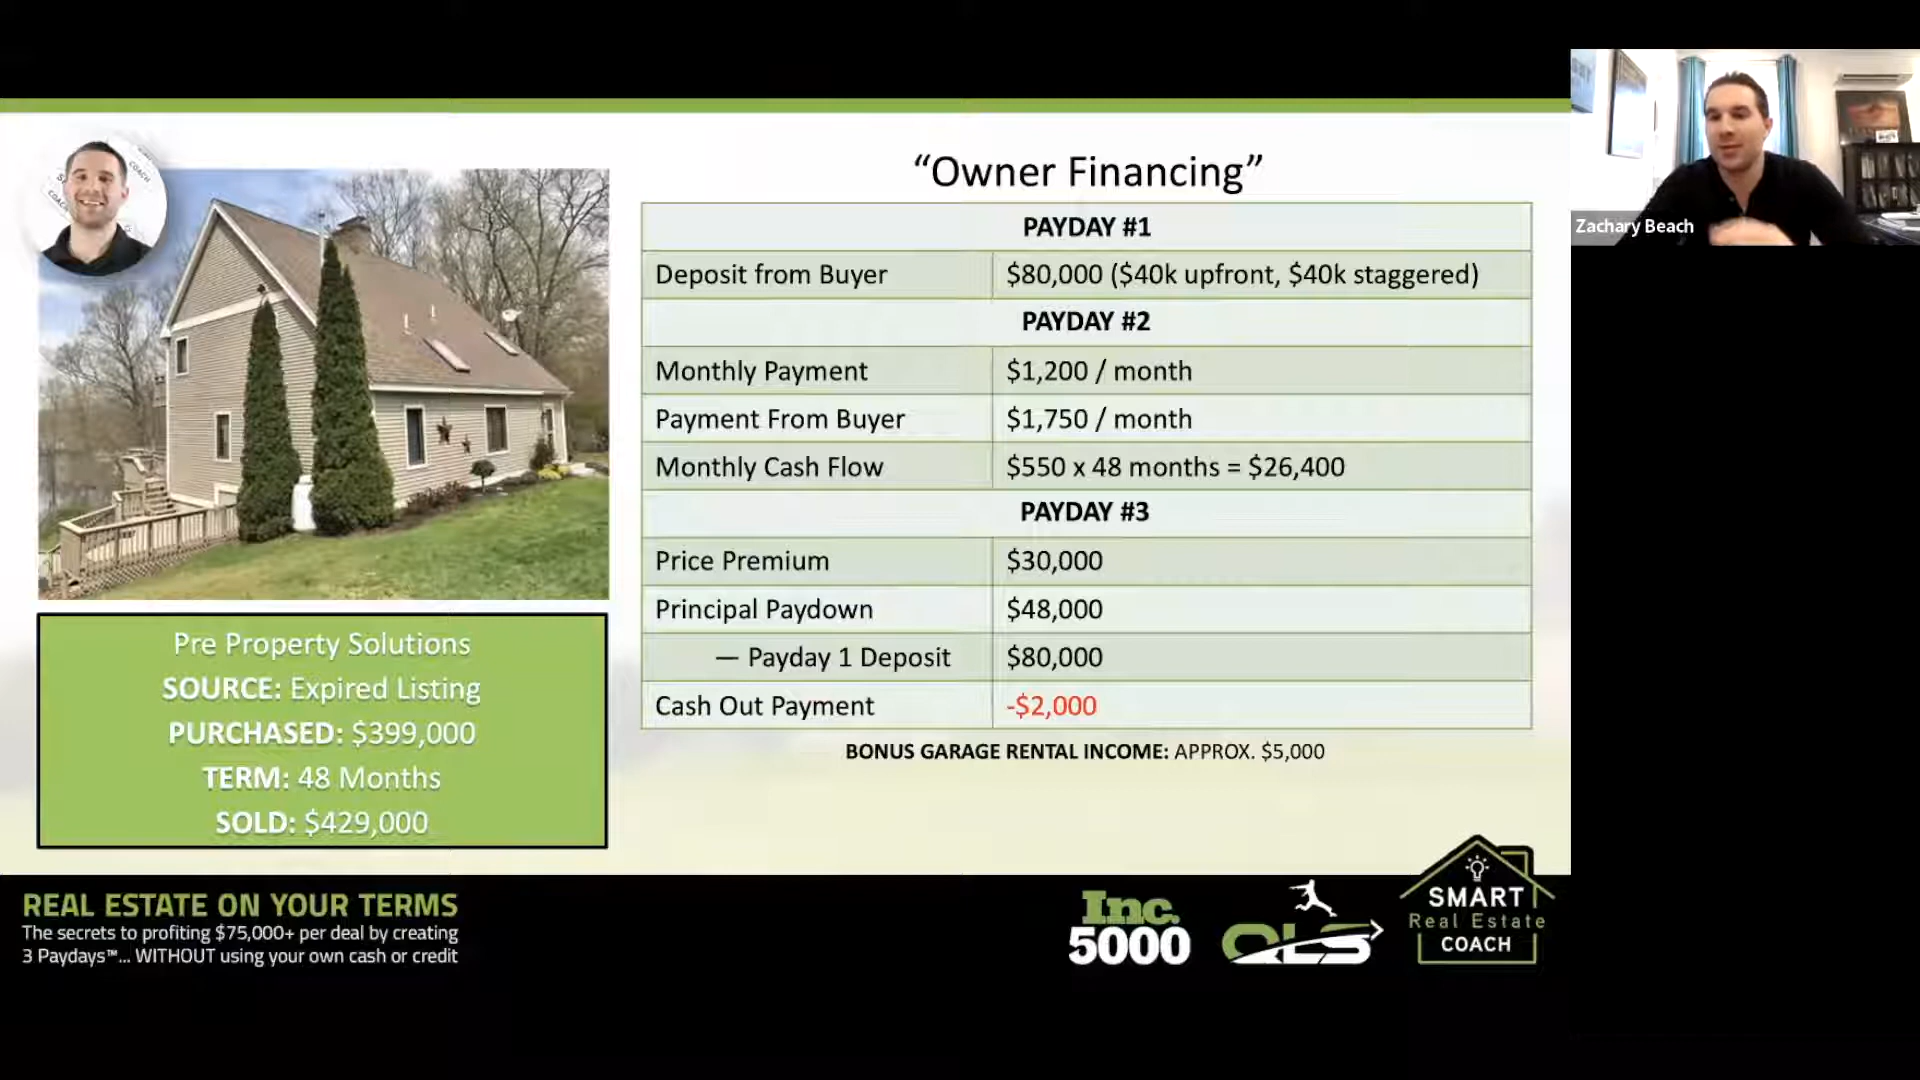 “Owner Financing”
PAYDAY #1
Deposit from Buyer $80,000 ($40k upfront, $40k staggered)
PAYDAY #2
Monthly Payment $1,200 / month
Payment From Buyer $1,750 / month
Monthly Cash Flow $550 x 48 months = $26,400
PAYDAY #3
Price Premium $30,000
Principal Paydown $48,000
— Payday 1 Deposit $80,000
Cash Out Payment -$2,000
BONUS GARAGE RENTAL INCOME: APPROX. $5,000
Pre Property Solutions
SOURCE: Expired Listing
PURCHASED: $399,000
TERM: 48 Months
SOLD: $429,000
Zachary Beach
REAL ESTATE ON YOUR TERMS
The secrets to profiting $75,000+ per deal by creating
3 Paydays™... WITHOUT using your own cash or credit
Inc.
5000
QLS
SMART
Real Estate
COACH
COACH
COACH